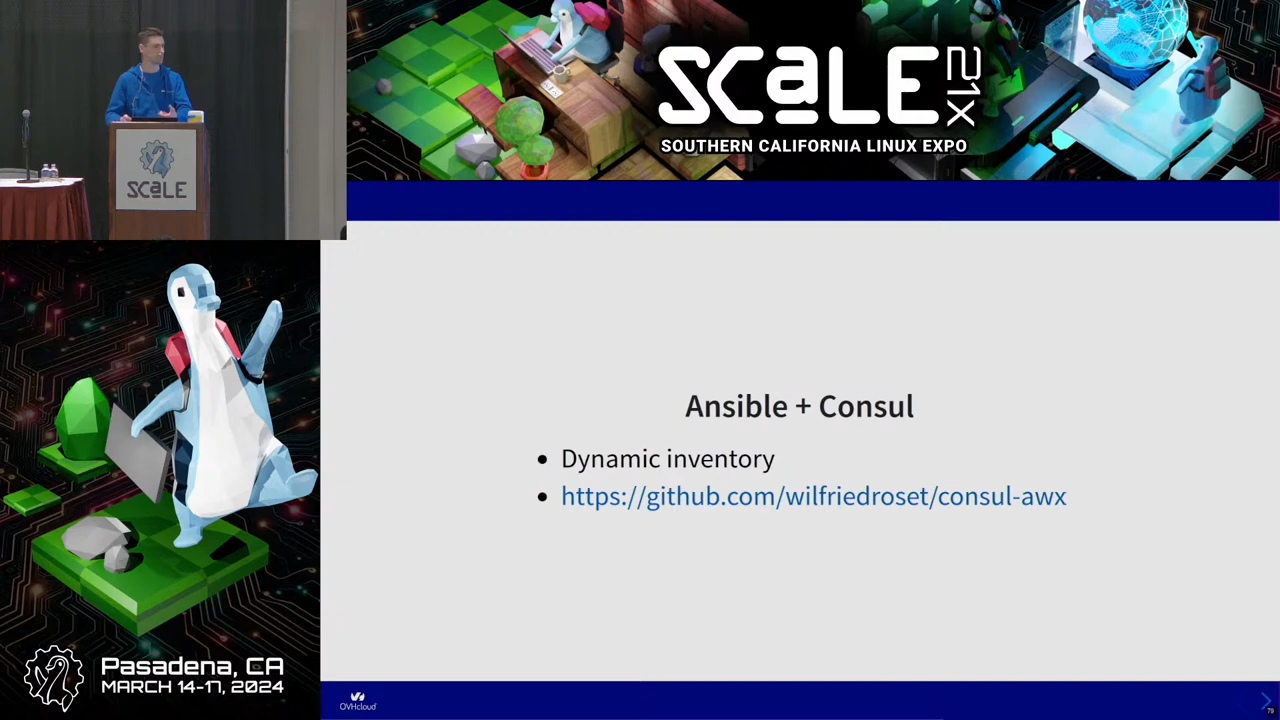 SCALE
21x
SOUTHERN CALIFORNIA LINUX EXPO
SCALE
Ansible + Consul
• Dynamic inventory
• https://github.com/wilfriedroset/consul-awx
Pasadena, CA
MARCH 14-17, 2024
OVHcloud
79